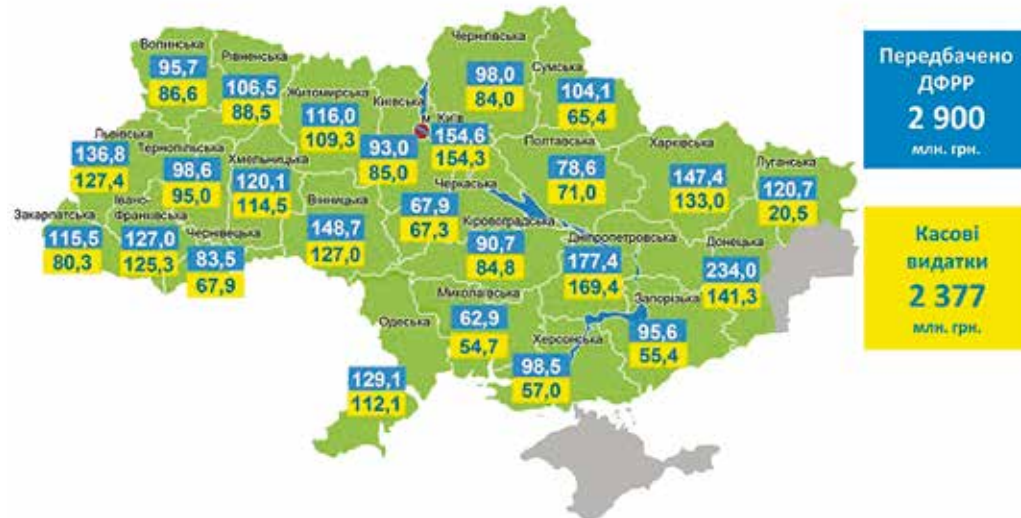 Волинська
95,7
86,6
Рівненська
106,5
88,5
Житомирська
116,0
109,3
Київська
93,0
85,0
м. Київ
154,6
154,3
Чернігівська
98,0
84,0
Сумська
104,1
65,4
Львівська
136,8
127,4
Тернопільська
98,6
95,0
Хмельницька
120,1
114,5
Вінницька
148,7
127,0
Черкаська
67,9
67,3
Полтавська
78,6
71,0
Харківська
147,4
133,0
Луганська
120,7
20,5
Закарпатська
115,5
80,3
Івано-
Франківська
127,0
125,3
Чернівецька
83,5
67,9
Кіровоградська
90,7
84,8
Дніпропетровська
177,4
169,4
Донецька
234,0
141,3
Одеська
129,1
112,1
Миколаївська
62,9
54,7
Херсонська
98,5
57,0
Запорізька
95,6
55,4
Передбачено
ДФРР
2 900
млн. грн.
Касові
видатки
2 377
млн. грн.